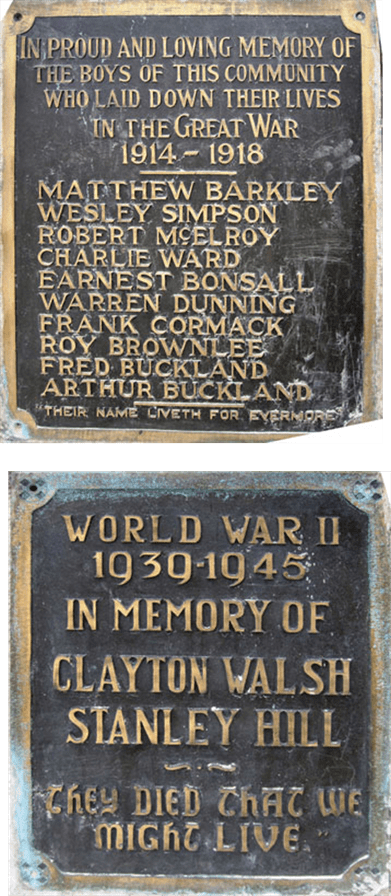 IN PROUD AND LOVING MEMORY OF
THE BOYS OF THIS COMMUNITY
WHO LAID DOWN THEIR LIVES
IN THE GREAT WAR
1914 – 1918
MATTHEW BARKLEY
WESLEY SIMPSON
ROBERT McELROY
CHARLIE WARD
EARNEST BONSALL
WARREN DUNNING
FRANK CORMACK
ROY BROWNLEE
FRED BUCKLAND
ARTHUR BUCKLAND
"THEIR NAME LIVETH FOR EVERMORE"
WORLD WAR II
1939-1945
IN MEMORY OF
CLAYTON WALSH
STANLEY HILL
"THEY DIED THAT WE
MIGHT LIVE."